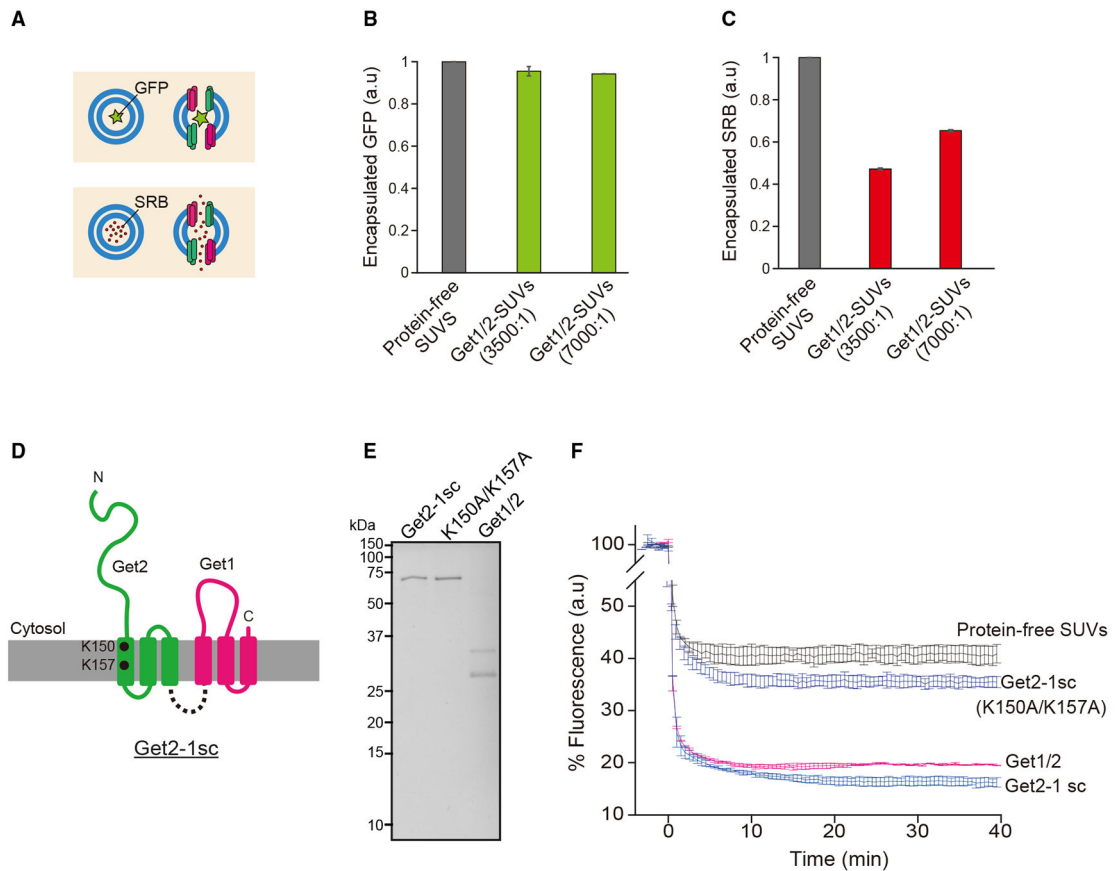 A
GFP
SRB
B
Encapsulated GFP (a.u)
1
0.8
0.6
0.4
0.2
0
Protein-free
SUVS
Get1/2-SUVs
(3500:1)
Get1/2-SUVs
(7000:1)
C
Encapsulated SRB (a.u)
1
0.8
0.6
0.4
0.2
0
Protein-free
SUVS
Get1/2-SUVs
(3500:1)
Get1/2-SUVs
(7000:1)
D
N
Get2
Get1
C
Cytosol
K150
K157
Get2-1sc
E
kDa
Get2-1sc
K150A/K157A
Get1/2
150
100
75
50
37
25
20
15
10
F
% Fluorescence (a.u)
100
50
40
30
20
10
Protein-free SUVs
Get2-1sc
(K150A/K157A)
Get1/2
Get2-1 sc
0
10
20
30
40
Time (min)